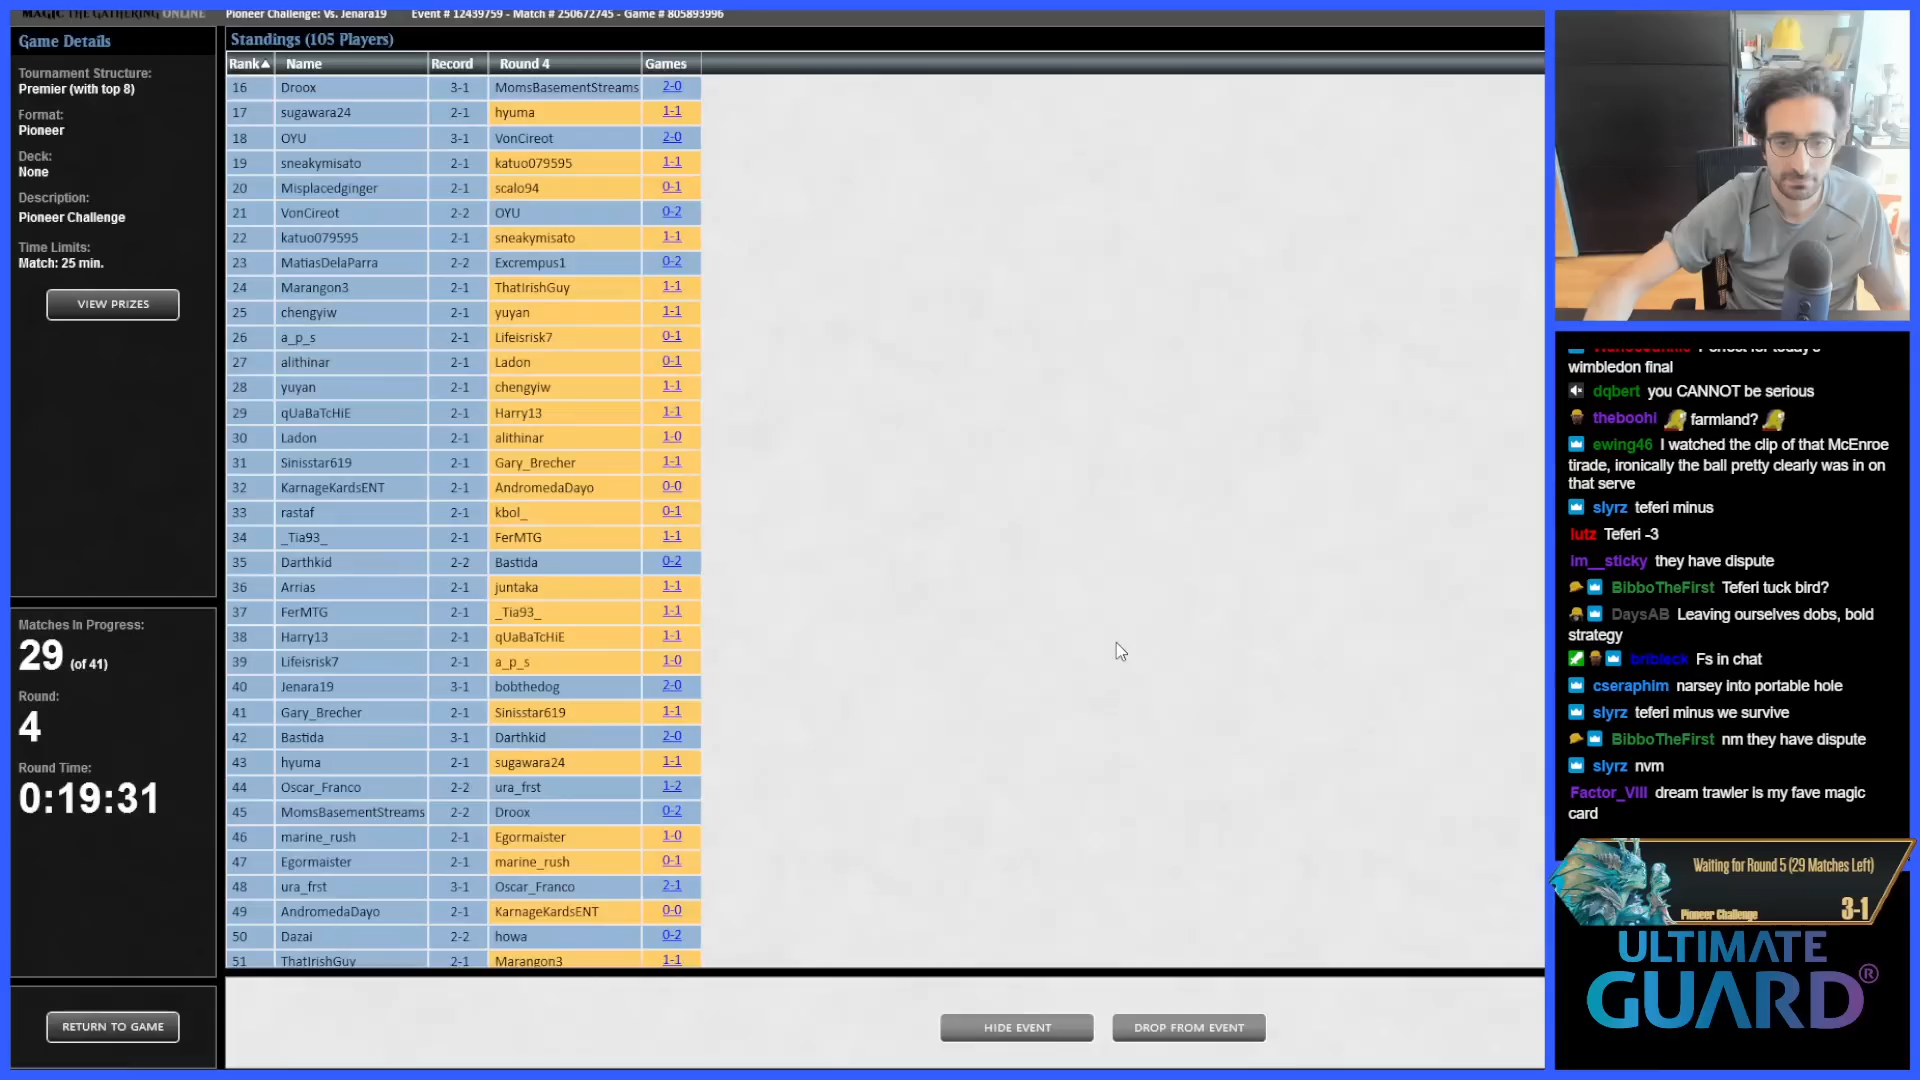 MAGIC THE GATHERING ONLINE
Pioneer Challenge: Vs. Jenara19
Event # 12439759 - Match # 250672745 - Game # 805893996
Game Details
Tournament Structure:
Premier (with top 8)
Format:
Pioneer
Deck:
None
Description:
Pioneer Challenge
Time Limits:
Match: 25 min.
VIEW PRIZES
Matches In Progress:
29 (of 41)
Round:
4
Round Time:
0:19:31
RETURN TO GAME
Standings (105 Players)
Rank Name Record Round 4 Games
16 Droox 3-1 MomsBasementStreams 2-0
17 sugawara24 2-1 hyuma 1-1
18 OYU 3-1 VonCireot 2-0
19 sneakymisato 2-1 katuo079595 1-1
20 Misplacedginger 2-1 scalo94 0-1
21 VonCireot 2-2 OYU 0-2
22 katuo079595 2-1 sneakymisato 1-1
23 MatiasDelaParra 2-2 Excrempus1 0-2
24 Marangon3 2-1 ThatIrishGuy 1-1
25 chengyiw 2-1 yuyan 1-1
26 a_p_s 2-1 Lifeisrisk7 0-1
27 alithinar 2-1 Ladon 0-1
28 yuyan 2-1 chengyiw 1-1
29 qUaBaTcHiE 2-1 Harry13 1-1
30 Ladon 2-1 alithinar 1-0
31 Sinisstar619 2-1 Gary_Brecher 1-1
32 KarnageKardsENT 2-1 AndromedaDayo 0-0
33 rastaf 2-1 kbol_ 0-1
34 _Tia93_ 2-1 FerMTG 1-1
35 Darthkid 2-2 Bastida 0-2
36 Arrias 2-1 juntaka 1-1
37 FerMTG 2-1 _Tia93_ 1-1
38 Harry13 2-1 qUaBaTcHiE 1-1
39 Lifeisrisk7 2-1 a_p_s 1-0
40 Jenara19 3-1 bobthedog 2-0
41 Gary_Brecher 2-1 Sinisstar619 1-1
42 Bastida 3-1 Darthkid 2-0
43 hyuma 2-1 sugawara24 1-1
44 Oscar_Franco 2-2 ura_frst 1-2
45 MomsBasementStreams 2-2 Droox 0-2
46 marine_rush 2-1 Egormaister 1-0
47 Egormaister 2-1 marine_rush 0-1
48 ura_frst 3-1 Oscar_Franco 2-1
49 AndromedaDayo 2-1 KarnageKardsENT 0-0
50 Dazai 2-2 howa 0-2
51 ThatIrishGuy 2-1 Marangon3 1-1
HIDE EVENT
DROP FROM EVENT
wimbledon final
dqbert you CANNOT be serious
theboohl farmland?
ewing46 I watched the clip of that McEnroe
tirade, ironically the ball pretty clearly was in on
that serve
slyrz teferi minus
lutz Teferi -3
im__sticky they have dispute
BibboTheFirst Teferi tuck bird?
DaysAB Leaving ourselves dobs, bold
strategy
bribleck Fs in chat
cseraphim narsey into portable hole
slyrz teferi minus we survive
BibboTheFirst nm they have dispute
slyrz nvm
Factor_VIII dream trawler is my fave magic
card
Waiting for Round 5 (29 Matches Left)
Pioneer Challenge
3-1
ULTIMATE
GUARD®